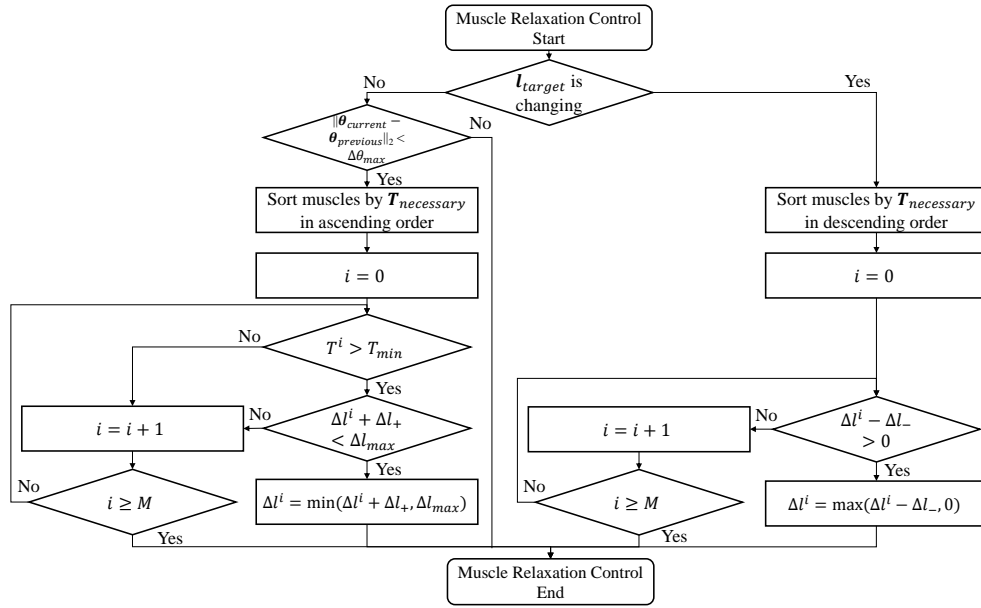 Muscle Relaxation Control
Start
No
l_target is
changing
Yes
‖θ_current −
θ_previous‖₂ <
Δθ_max
No
Yes
Sort muscles by T_necessary
in ascending order
Sort muscles by T_necessary
in descending order
i = 0
i = 0
No
T^i > T_min
Yes
i = i + 1
No
Δl^i + Δl_+
< Δl_max
Yes
i = i + 1
No
Δl^i − Δl_−
> 0
Yes
No
i ≥ M
Yes
Δl^i = min(Δl^i + Δl_+, Δl_max)
No
i ≥ M
Yes
Δl^i = max(Δl^i − Δl_−, 0)
Muscle Relaxation Control
End